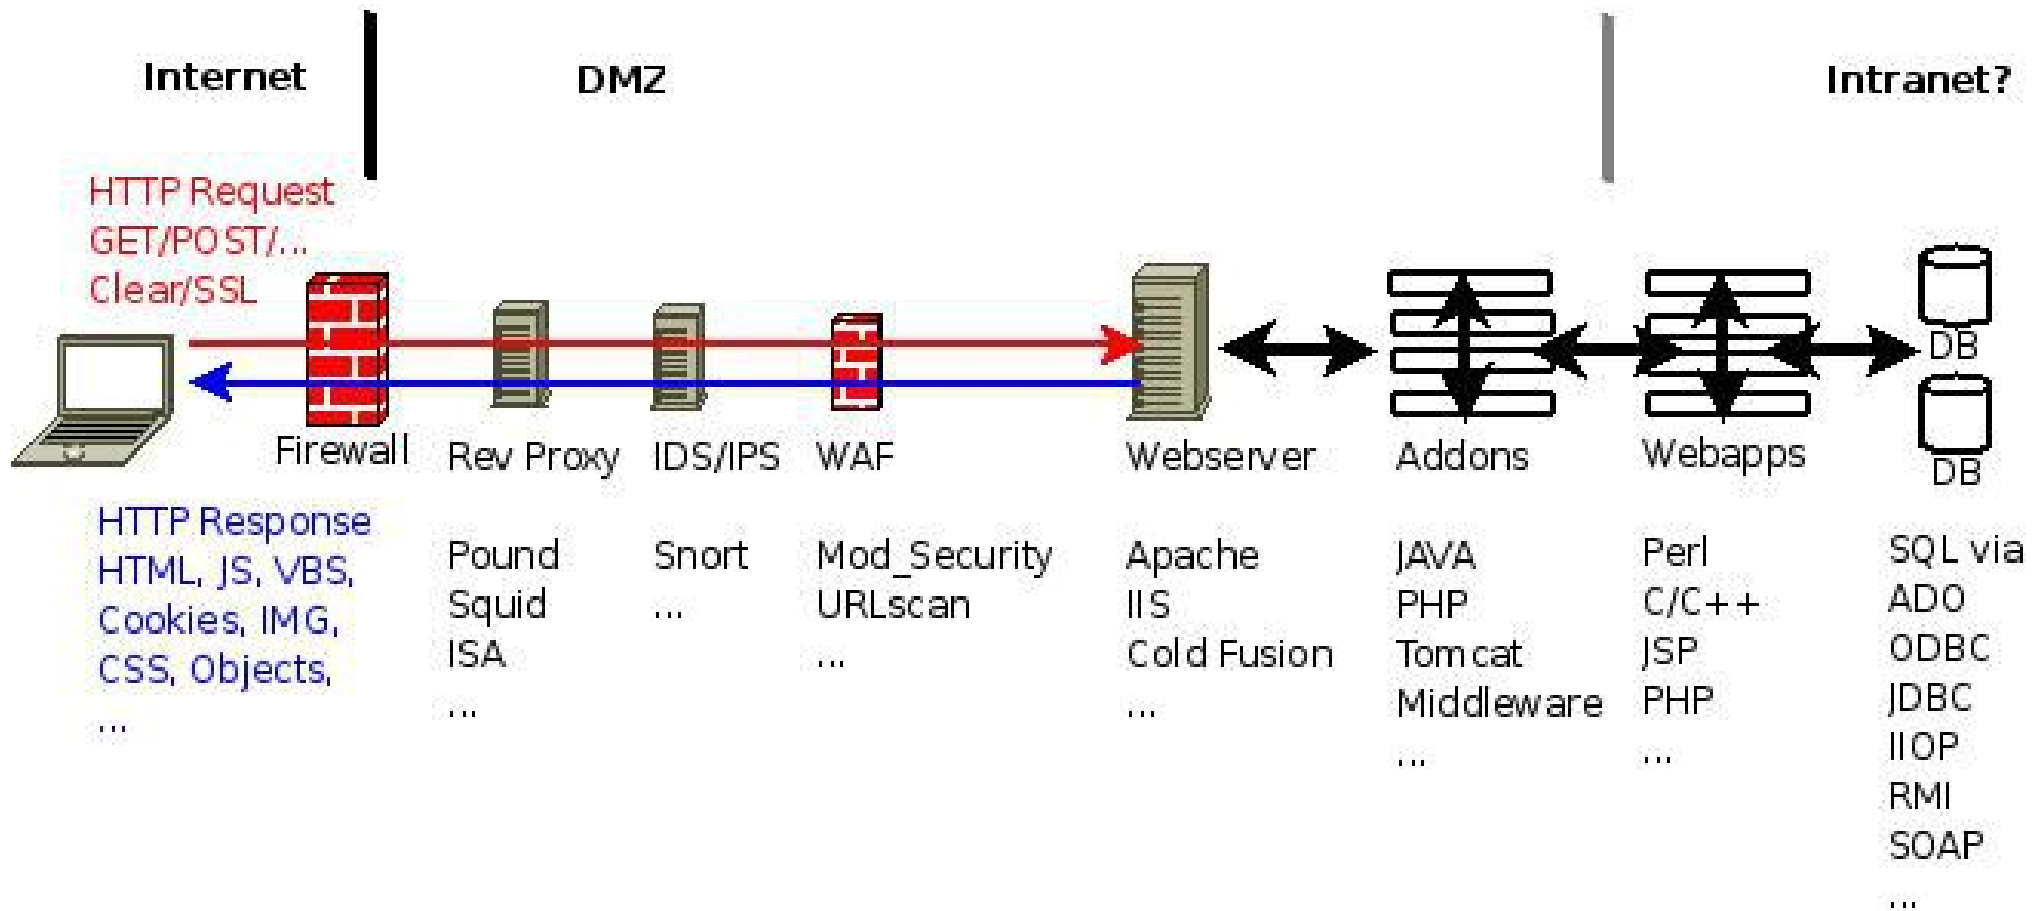 Internet
DMZ
Intranet?
HTTP Request
GET/POST/...
Clear/SSL
Firewall
Rev Proxy
IDS/IPS
WAF
Webserver
Addons
Webapps
DB
DB
HTTP Response
HTML, JS, VBS,
Cookies, IMG,
CSS, Objects,
...
Pound
Squid
ISA
...
Snort
...
Mod_Security
URLscan
...
Apache
IIS
Cold Fusion
...
JAVA
PHP
Tomcat
Middleware
...
Perl
C/C++
JSP
PHP
...
SQL via
ADO
ODBC
JDBC
IIOP
RMI
SOAP
...